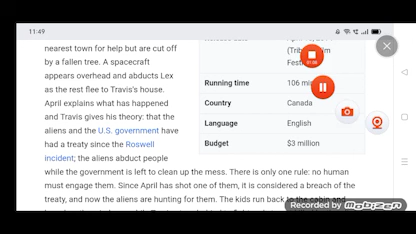 11:49
nearest town for help but are cut off
by a fallen tree. A spacecraft
appears overhead and abducts Lex
as the rest flee to Travis's house.
April explains what has happened
and Travis gives his theory: that the
aliens and the U.S. government have
had a treaty since the Roswell
incident; the aliens abduct people
while the government is left to clean up the mess. There is only one rule: no human
must engage them. Since April has shot one of them, it is considered a breach of the
treaty, and now the aliens are hunting for them. The kids run back to the cabin and
(Trib
Festi
Running time
106 min
Country
Canada
Language
English
Budget
$3 million
Recorded by mobizen